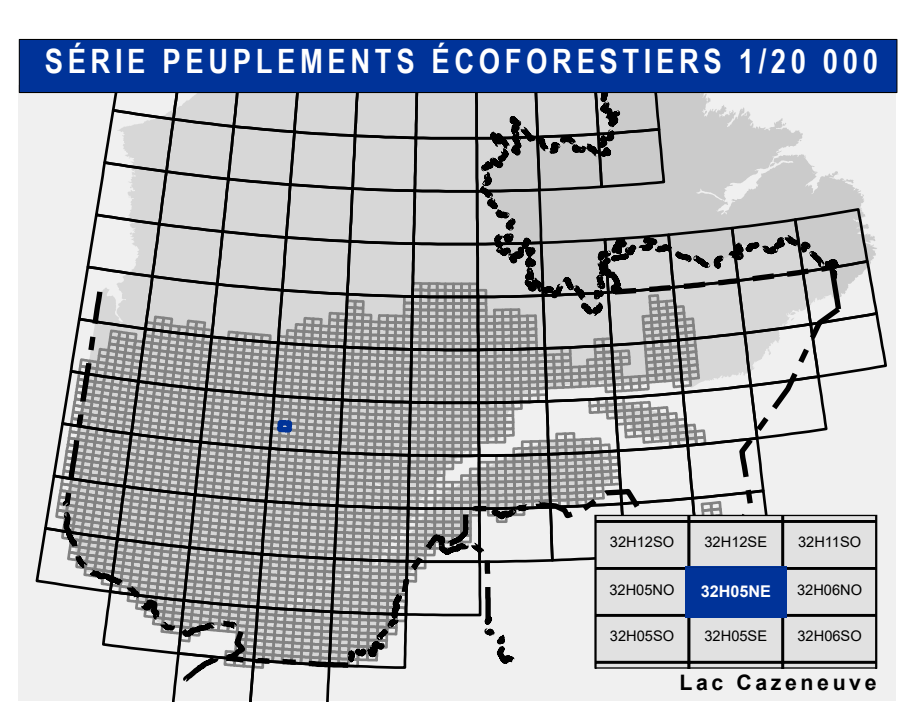 SÉRIE PEUPLEMENTS ÉCOFORESTIERS 1/20 000
32H12SO 32H12SE 32H11SO
32H05NO 32H05NE 32H06NO
32H05SO 32H05SE 32H06SO
Lac Cazeneuve